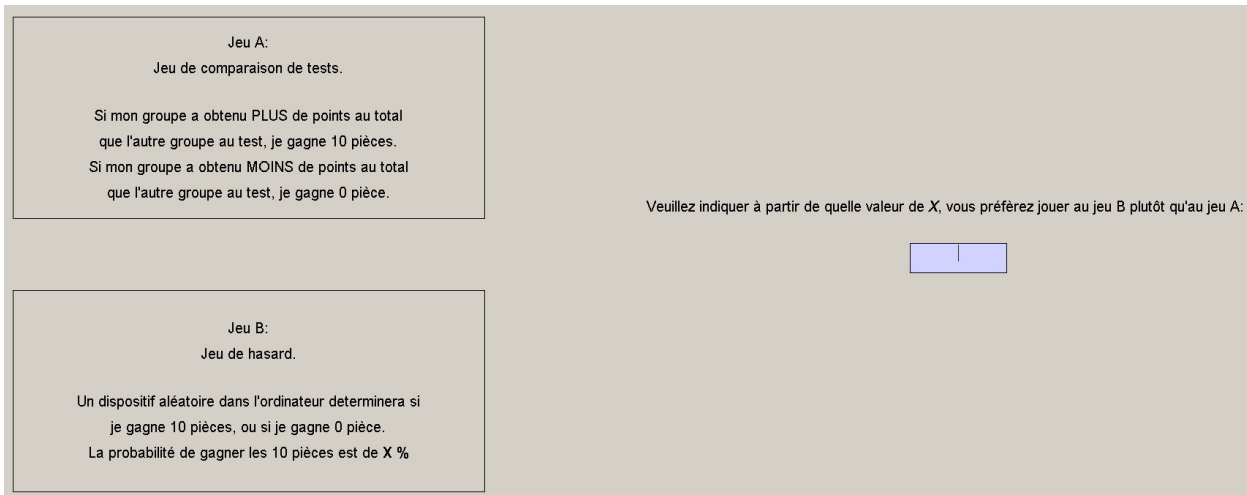 Jeu A:
Jeu de comparaison de tests.
Si mon groupe a obtenu PLUS de points au total
que l'autre groupe au test, je gagne 10 pièces.
Si mon groupe a obtenu MOINS de points au total
que l'autre groupe au test, je gagne 0 pièce.
Veuillez indiquer à partir de quelle valeur de X, vous préfèrez jouer au jeu B plutôt qu'au jeu A:
Jeu B:
Jeu de hasard.
Un dispositif aléatoire dans l'ordinateur determinera si
je gagne 10 pièces, ou si je gagne 0 pièce.
La probabilité de gagner les 10 pièces est de X %